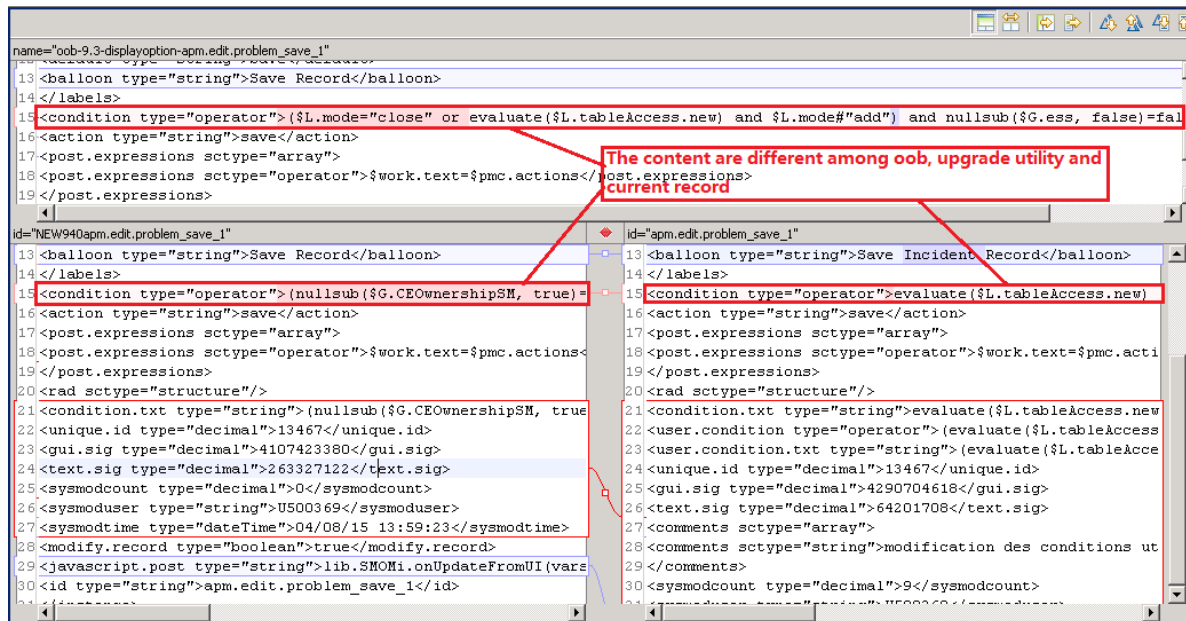 name="oob-9.3-displayoption-apm.edit.problem_save_1"
13 <balloon type="string">Save Record</balloon>
14 </labels>
15 <condition type="operator">($L.mode="close" or evaluate($L.tableAccess.new) and $L.mode#"add") and nullsub($G.ess, false)=fal
16 <action type="string">save</action>
17 <post.expressions sctype="array">
18 <post.expressions sctype="operator">$work.text=$pmc.actions</post.expressions>
19 </post.expressions>
The content are different among oob, upgrade utility and
current record
id="NEW940apm.edit.problem_save_1"
13 <balloon type="string">Save Record</balloon>
14 </labels>
15 <condition type="operator">(nullsub($G.CEOwnershipSM, true)=
16 <action type="string">save</action>
17 <post.expressions sctype="array">
18 <post.expressions sctype="operator">$work.text=$pmc.actions<
19 </post.expressions>
20 <rad sctype="structure"/>
21 <condition.txt type="string">(nullsub($G.CEOwnershipSM, true
22 <unique.id type="decimal">13467</unique.id>
23 <gui.sig type="decimal">4107423380</gui.sig>
24 <text.sig type="decimal">263327122</text.sig>
25 <sysmodcount type="decimal">0</sysmodcount>
26 <sysmoduser type="string">U500369</sysmoduser>
27 <sysmodtime type="dateTime">04/08/15 13:59:23</sysmodtime>
28 <modify.record type="boolean">true</modify.record>
29 <javascript.post type="string">lib.SMOMi.onUpdateFromUI(vars
30 <id type="string">apm.edit.problem_save_1</id>
id="apm.edit.problem_save_1"
13 <balloon type="string">Save Incident Record</balloon>
14 </labels>
15 <condition type="operator">evaluate($L.tableAccess.new)
16 <action type="string">save</action>
17 <post.expressions sctype="array">
18 <post.expressions sctype="operator">$work.text=$pmc.acti
19 </post.expressions>
20 <rad sctype="structure"/>
21 <condition.txt type="string">evaluate($L.tableAccess.new
22 <user.condition type="operator">(evaluate($L.tableAccess
23 <user.condition.txt type="string">(evaluate($L.tableAcce
24 <unique.id type="decimal">13467</unique.id>
25 <gui.sig type="decimal">4290704618</gui.sig>
26 <text.sig type="decimal">64201708</text.sig>
27 <comments sctype="array">
28 <comments sctype="string">modification des conditions ut
29 </comments>
30 <sysmodcount type="decimal">9</sysmodcount>